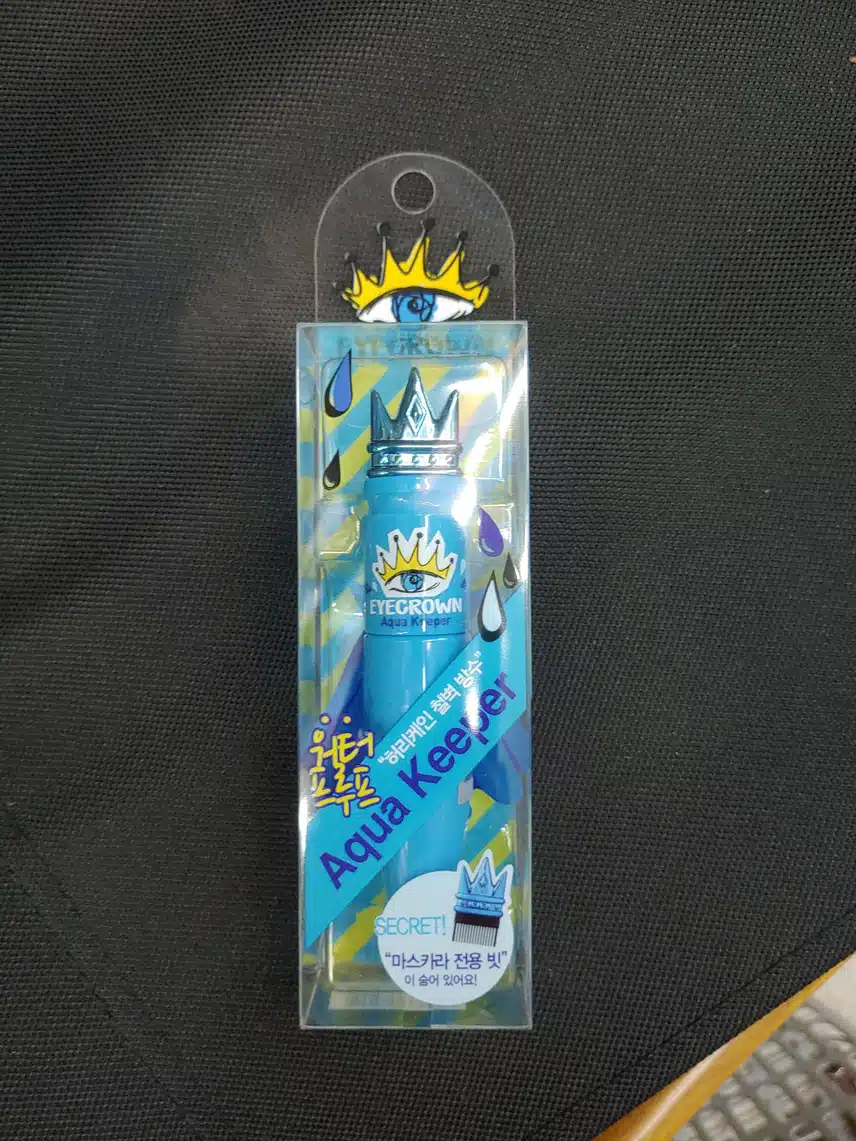 EYECROWN
EYECROWN
Aqua Keeper
"허리케인 철벽 방수"
워터
프루프
Aqua Keeper
SECRET!
"마스카라 전용 빗"
이 숨어 있어요!